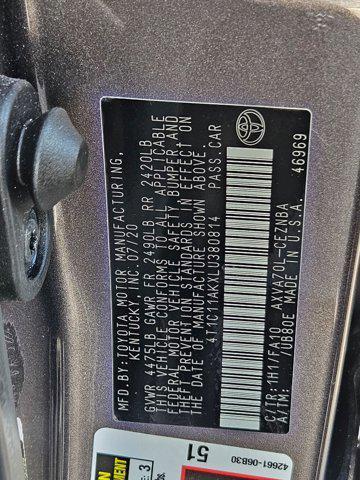 MFD. BY: TOYOTA MOTOR MANUFACTURING,
KENTUCKY, INC. 07/20
GVWR 4475LB GAWR FR 2490LB RR 2420LB
THIS VEHICLE CONFORMS TO ALL APPLICABLE
FEDERAL MOTOR VEHICLE SAFETY, BUMPER, AND
THEFT PREVENTION STANDARDS IN EFFECT ON
THE DATE OF MANUFACTURE SHOWN ABOVE.
4T1C11AKXLU390914 PASS.CAR
C/TR:1H1/FA10 AXVA70L-CEZNBA
A/TM: /UB80E MADE IN U.S.A. 46969
42661-06B30
51